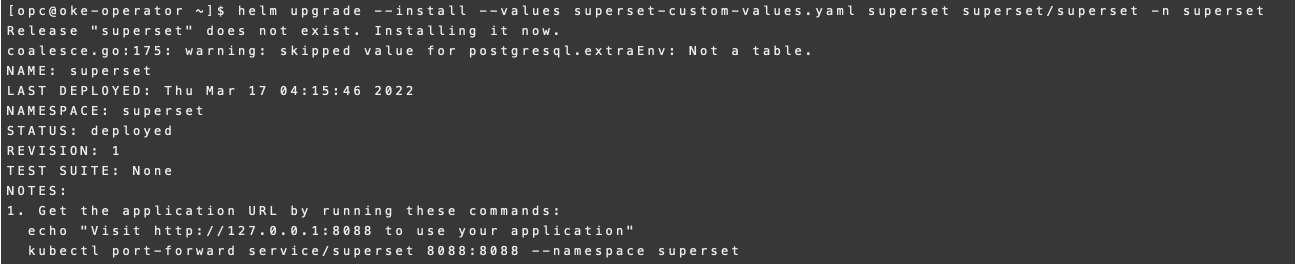 [opc@oke-operator ~]$ helm upgrade --install --values superset-custom-values.yaml superset superset/superset -n superset
Release "superset" does not exist. Installing it now.
coalesce.go:175: warning: skipped value for postgresql.extraEnv: Not a table.
NAME: superset
LAST DEPLOYED: Thu Mar 17 04:15:46 2022
NAMESPACE: superset
STATUS: deployed
REVISION: 1
TEST SUITE: None
NOTES:
1. Get the application URL by running these commands:
  echo "Visit http://127.0.0.1:8088 to use your application"
  kubectl port-forward service/superset 8088:8088 --namespace superset